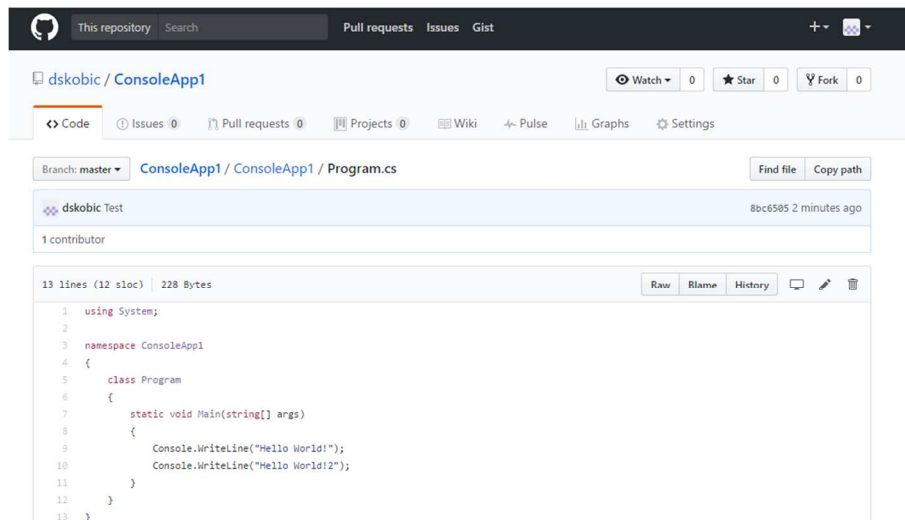 This repository Search Pull requests Issues Gist
dskobic / ConsoleApp1 Watch 0 Star 0 Fork 0
Code Issues 0 Pull requests 0 Projects 0 Wiki Pulse Graphs Settings
Branch: master ConsoleApp1 / ConsoleApp1 / Program.cs Find file Copy path
dskobic Test 8bc6505 2 minutes ago
1 contributor
13 lines (12 sloc) 228 Bytes Raw Blame History
1 using System;
2
3 namespace ConsoleApp1
4 {
5 class Program
6 {
7 static void Main(string[] args)
8 {
9 Console.WriteLine("Hello World!");
10 Console.WriteLine("Hello World!2");
11 }
12 }
13 }